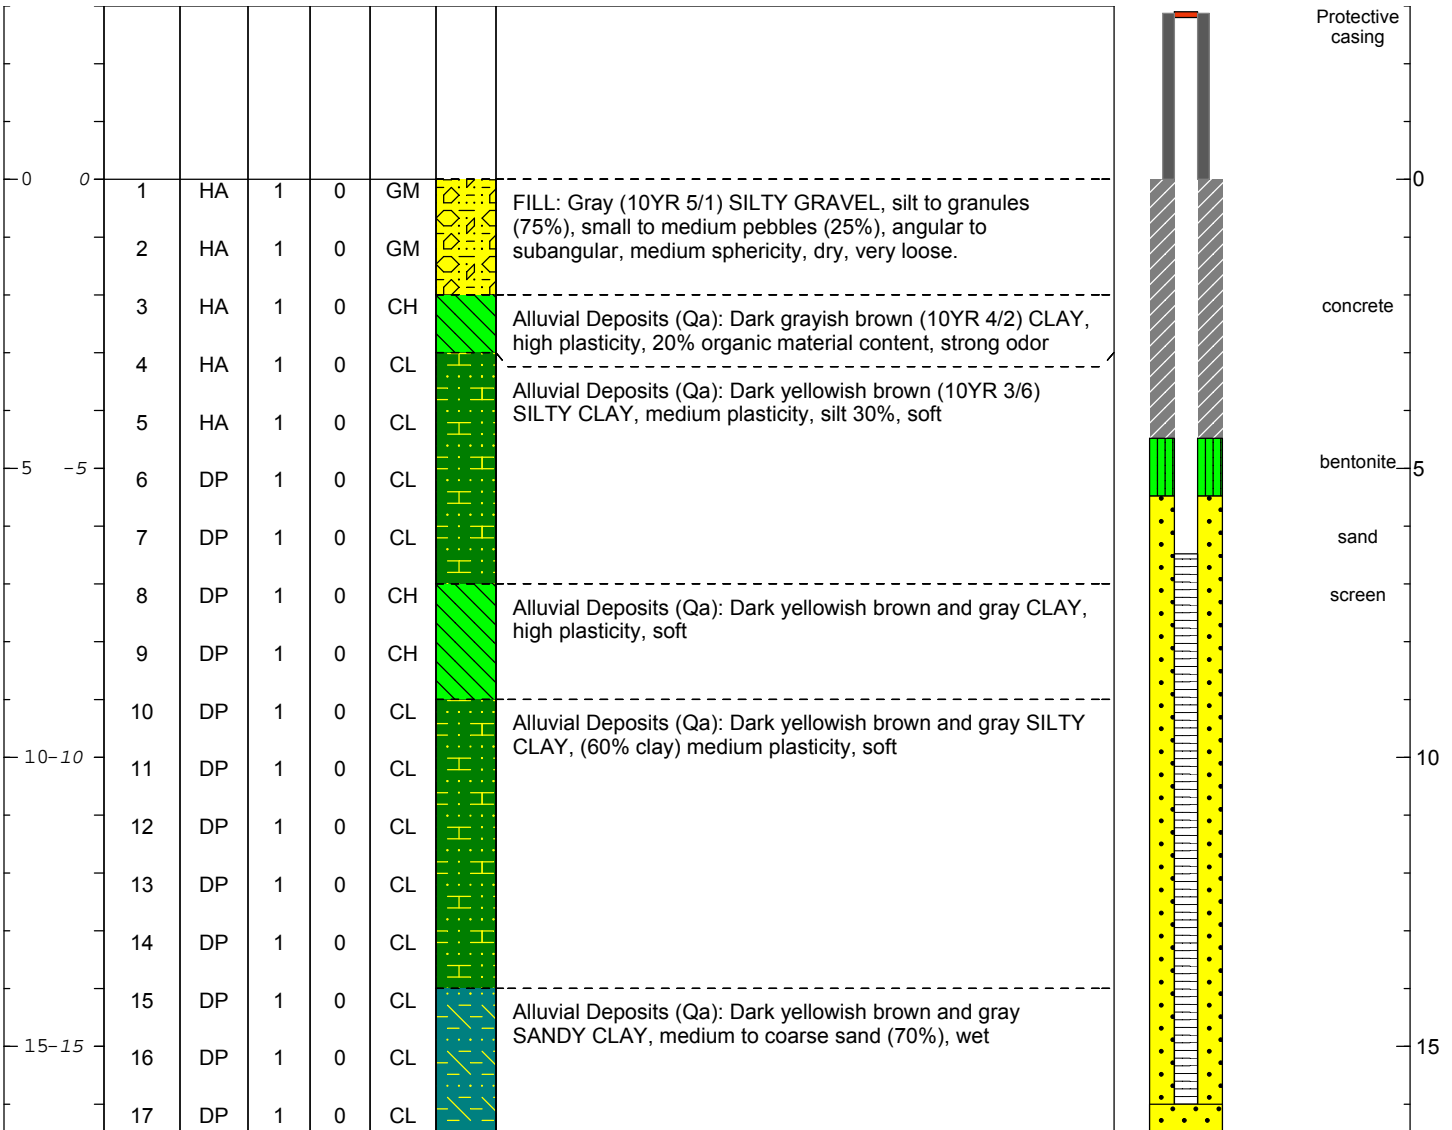 Protective
casing
0 0 0
1 HA 1 0 GM
FILL: Gray (10YR 5/1) SILTY GRAVEL, silt to granules
(75%), small to medium pebbles (25%), angular to
subangular, medium sphericity, dry, very loose.
2 HA 1 0 GM
3 HA 1 0 CH
concrete
Alluvial Deposits (Qa): Dark grayish brown (10YR 4/2) CLAY,
high plasticity, 20% organic material content, strong odor
4 HA 1 0 CL
Alluvial Deposits (Qa): Dark yellowish brown (10YR 3/6)
SILTY CLAY, medium plasticity, silt 30%, soft
5 HA 1 0 CL
bentonite
5 -5 5
6 DP 1 0 CL
7 DP 1 0 CL
sand
8 DP 1 0 CH
screen
Alluvial Deposits (Qa): Dark yellowish brown and gray CLAY,
high plasticity, soft
9 DP 1 0 CH
10 DP 1 0 CL
Alluvial Deposits (Qa): Dark yellowish brown and gray SILTY
CLAY, (60% clay) medium plasticity, soft
10 -10 10
11 DP 1 0 CL
12 DP 1 0 CL
13 DP 1 0 CL
14 DP 1 0 CL
15 DP 1 0 CL
Alluvial Deposits (Qa): Dark yellowish brown and gray
SANDY CLAY, medium to coarse sand (70%), wet
15 -15 15
16 DP 1 0 CL
17 DP 1 0 CL